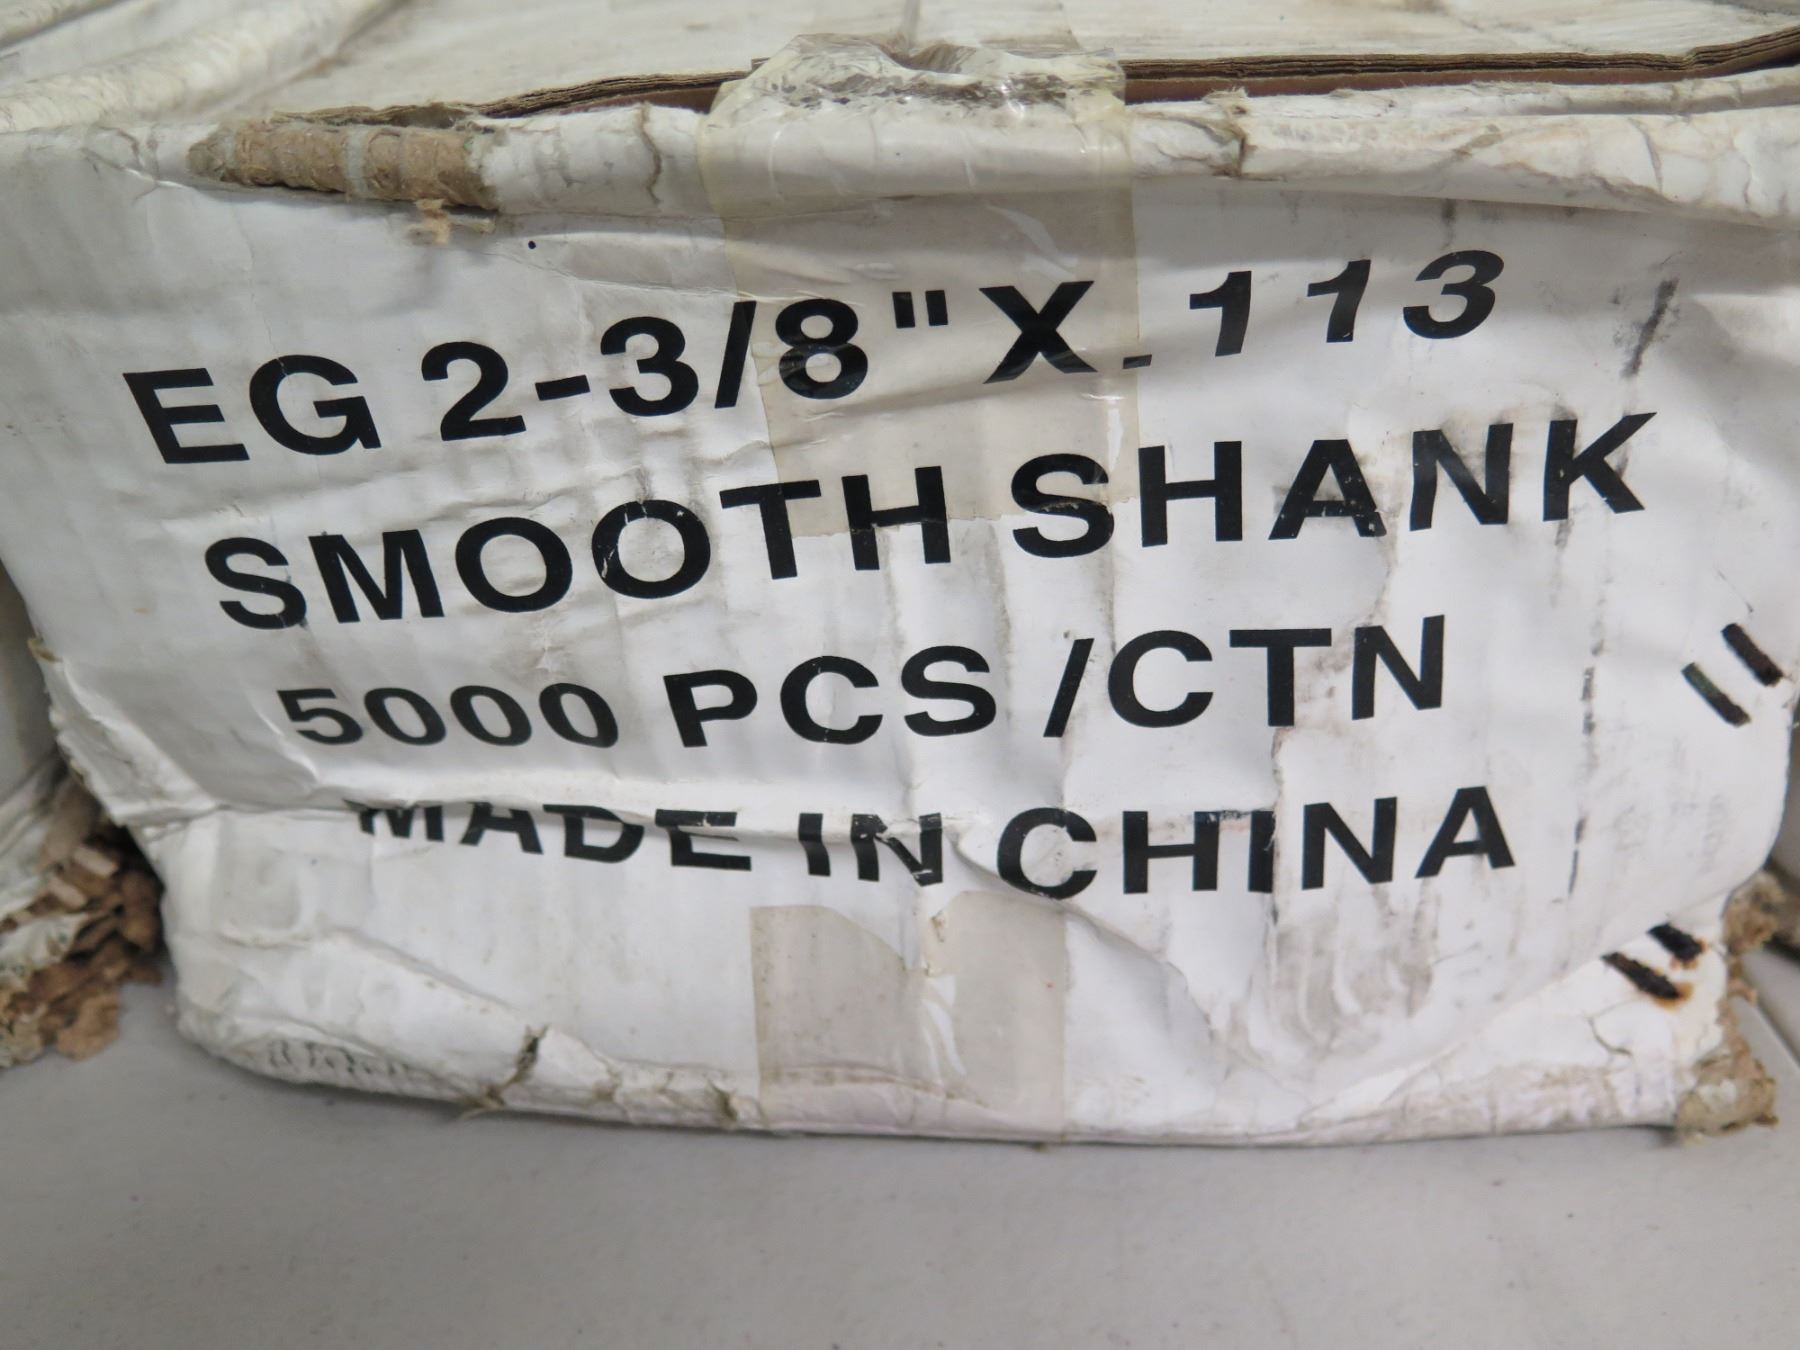 EG 2-3/8"X.113
SMOOTH SHANK
5000 PCS /CTN
MADE IN CHINA